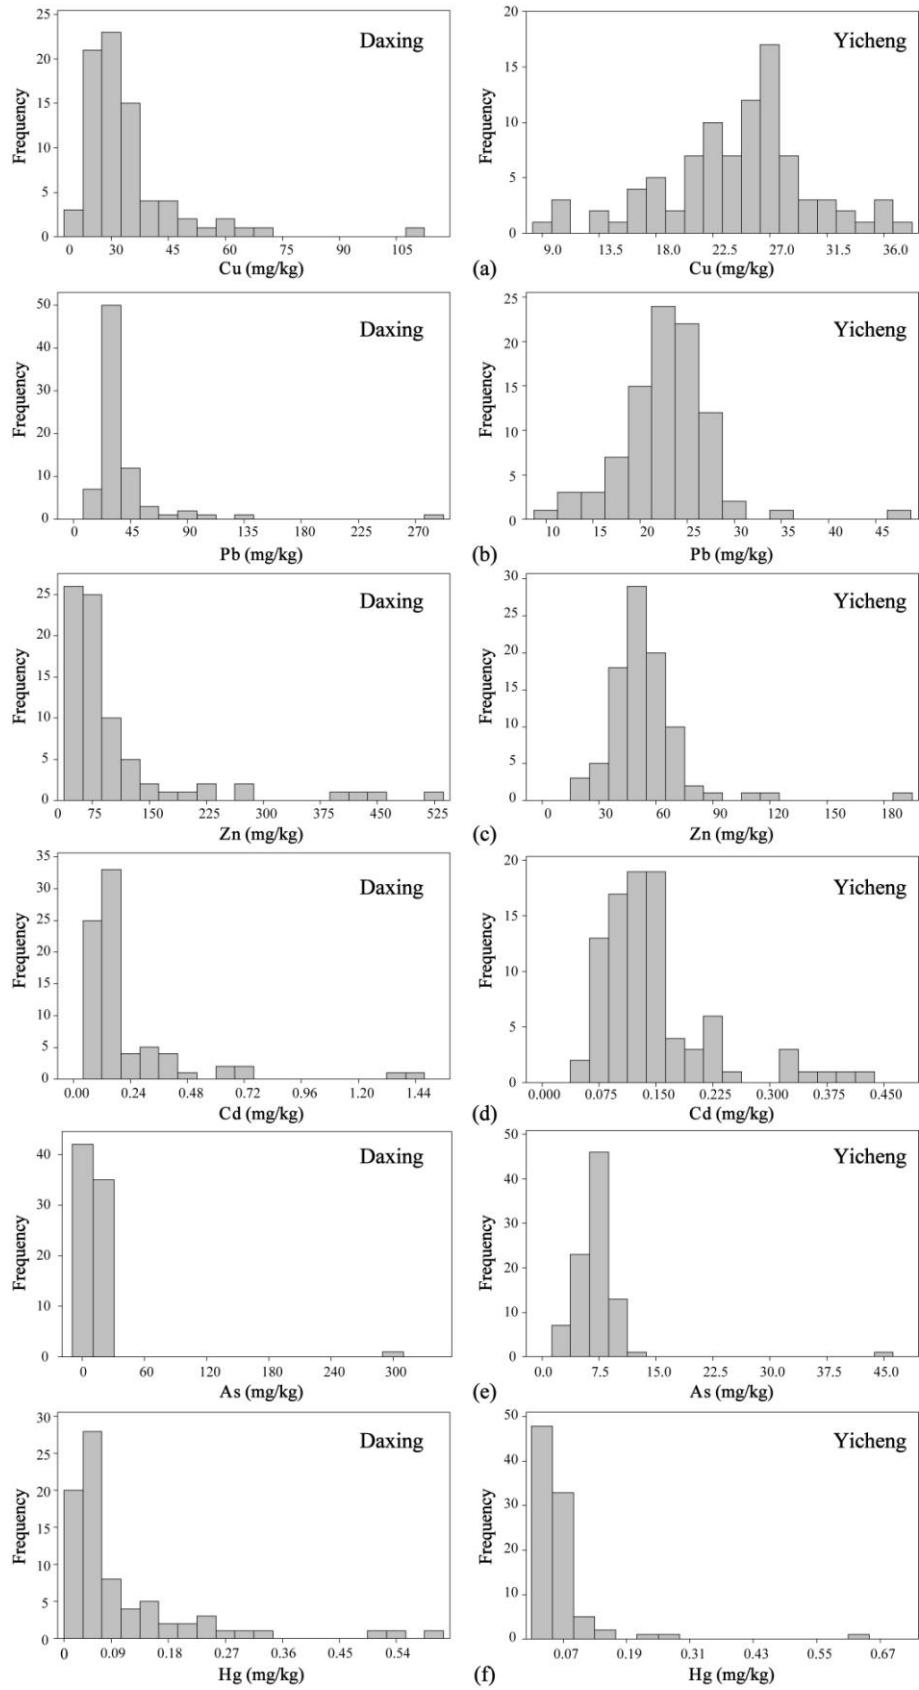 Daxing
Frequency
25
20
15
10
5
0
0 30 45 60 75 90 105
Cu (mg/kg)
Yicheng
Frequency
20
15
10
5
0
9.0 13.5 18.0 22.5 27.0 31.5 36.0
Cu (mg/kg)
(a)
Daxing
Frequency
50
40
30
20
10
0
0 45 90 135 180 225 270
Pb (mg/kg)
Yicheng
Frequency
25
20
15
10
5
0
10 15 20 25 30 35 45
Pb (mg/kg)
(b)
Daxing
Frequency
25
20
15
10
5
0
0 75 150 225 300 375 450 525
Zn (mg/kg)
Yicheng
Frequency
30
25
20
15
10
5
0
0 30 60 90 120 150 180
Zn (mg/kg)
(c)
Daxing
Frequency
35
30
25
20
15
10
5
0
0.00 0.24 0.48 0.72 0.96 1.20 1.44
Cd (mg/kg)
Yicheng
Frequency
20
15
10
5
0
0.000 0.075 0.150 0.225 0.300 0.375 0.450
Cd (mg/kg)
(d)
Daxing
Frequency
40
30
40
10
0
0 60 120 180 240 300
As (mg/kg)
Yicheng
Frequency
50
40
30
20
10
0
0.0 7.5 15.0 22.5 30.0 37.5 45.0
As (mg/kg)
(e)
Daxing
Frequency
30
25
20
15
10
5
0
0 0.09 0.18 0.27 0.36 0.45 0.54
Hg (mg/kg)
Yicheng
Frequency
50
40
30
20
10
0
0.07 0.19 0.31 0.43 0.55 0.67
Hg (mg/kg)
(f)